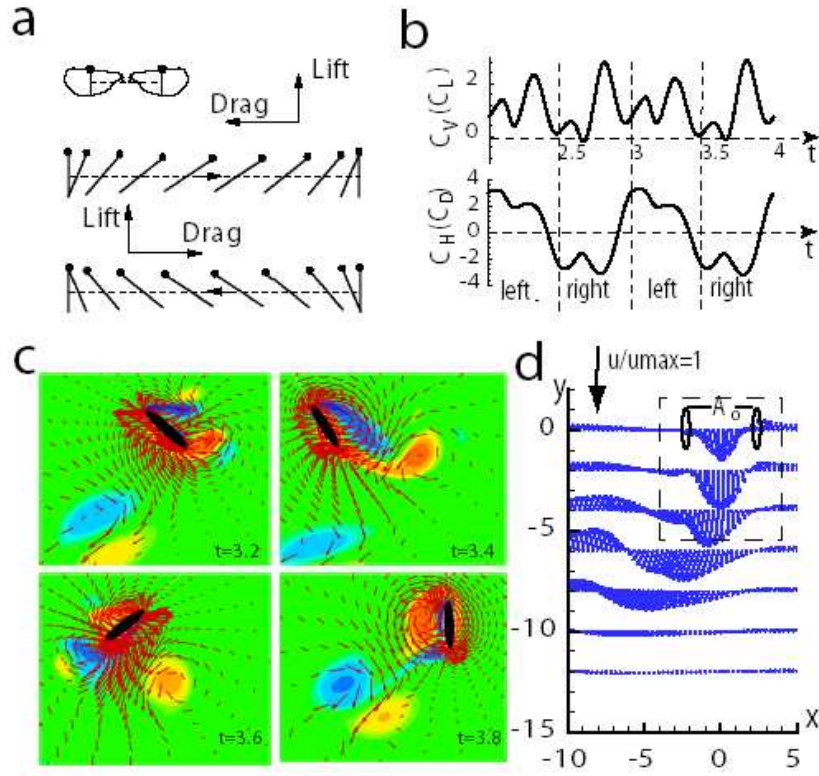 a
Lift
Drag
Lift
Drag
b
C_V(C_L)
2
0
2.5
3
3.5
4
t
C_H(C_D)
4
2
0
-2
-4
t
left
right
left
right
c
t=3.2
t=3.4
t=3.6
t=3.8
d
u/umax=1
y
A_o
0
-5
-10
-15
-10
-5
0
5
X